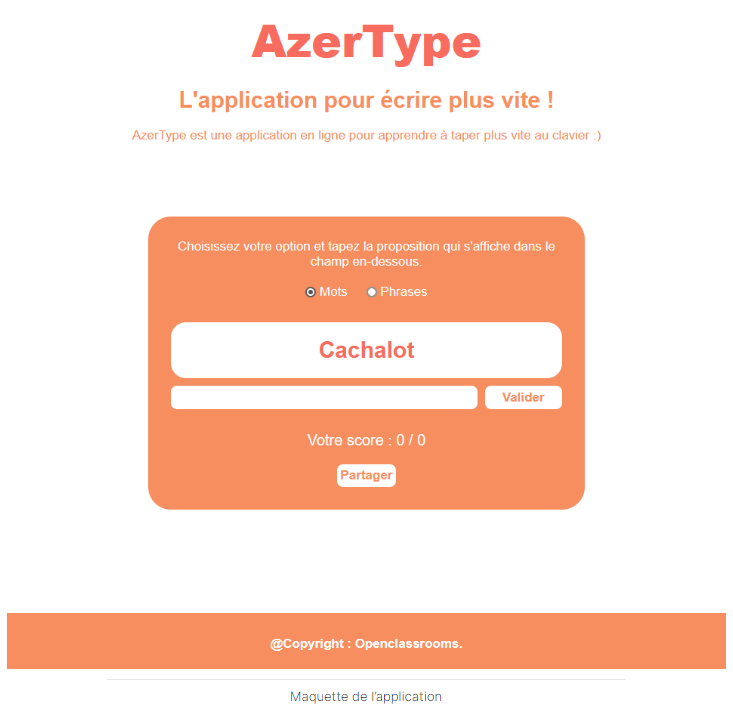 AzerType
L'application pour écrire plus vite !
AzerType est une application en ligne pour apprendre à taper plus vite au clavier :)
Choisissez votre option et tapez la proposition qui s'affiche dans le
champ en-dessous.
Mots Phrases
Cachalot
Valider
Votre score : 0 / 0
Partager
@Copyright : Openclassrooms.
Maquette de l'application